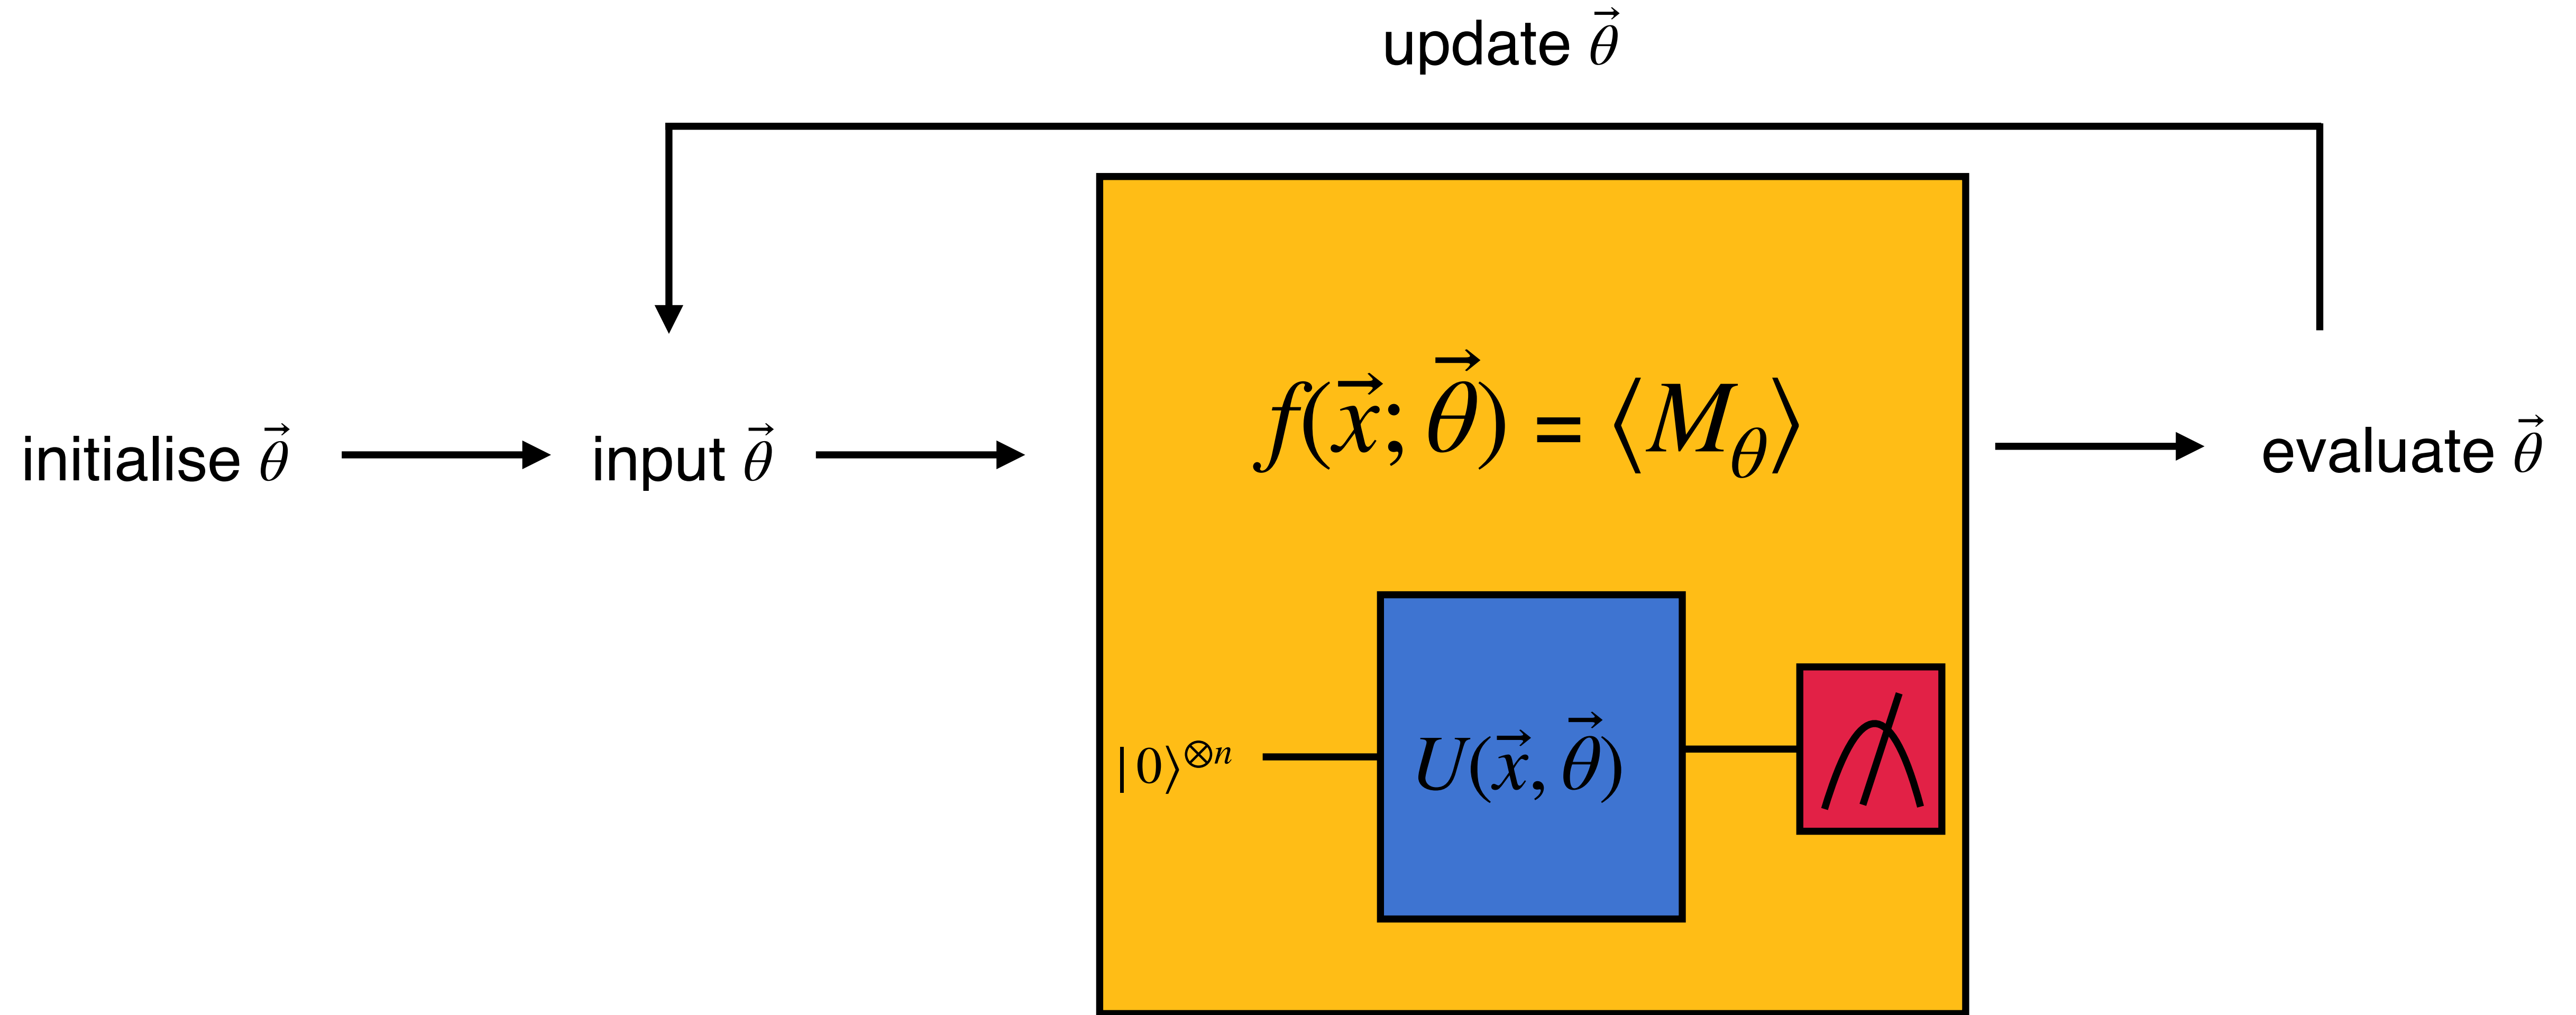 update θ⃗
initialise θ⃗
input θ⃗
f(x⃗; θ⃗) = ⟨M_θ⟩
evaluate θ⃗
|0⟩^{⊗n}
U(x⃗, θ⃗)